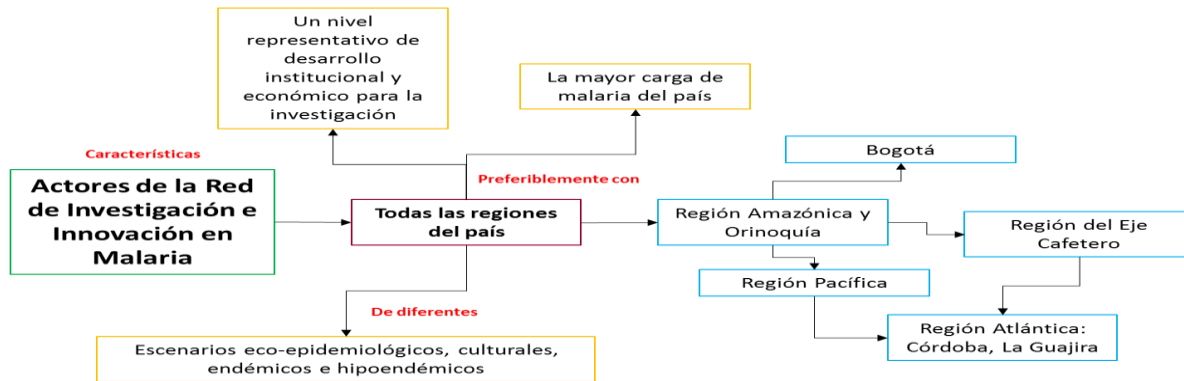 Un nivel
representativo de
desarrollo
institucional y
económico para la
investigación
La mayor carga de
malaria del país
Características
Actores de la Red
de Investigación e
Innovación en
Malaria
Preferiblemente con
Todas las regiones
del país
Bogotá
Región Amazónica y
Orinoquía
Región del Eje
Cafetero
Región Pacífica
De diferentes
Región Atlántica:
Córdoba, La Guajira
Escenarios eco-epidemiológicos, culturales,
endémicos e hipoendémicos